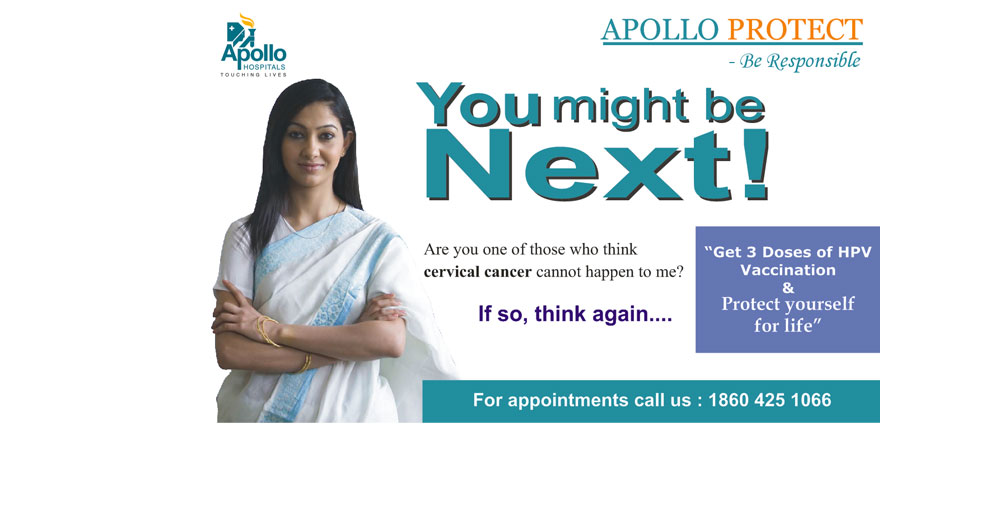 Apollo
HOSPITALS
TOUCHING LIVES
APOLLO PROTECT
- Be Responsible
You might be
Next!
Are you one of those who think
cervical cancer cannot happen to me?
If so, think again....
“Get 3 Doses of HPV
Vaccination
&
Protect yourself
for life”
For appointments call us : 1860 425 1066